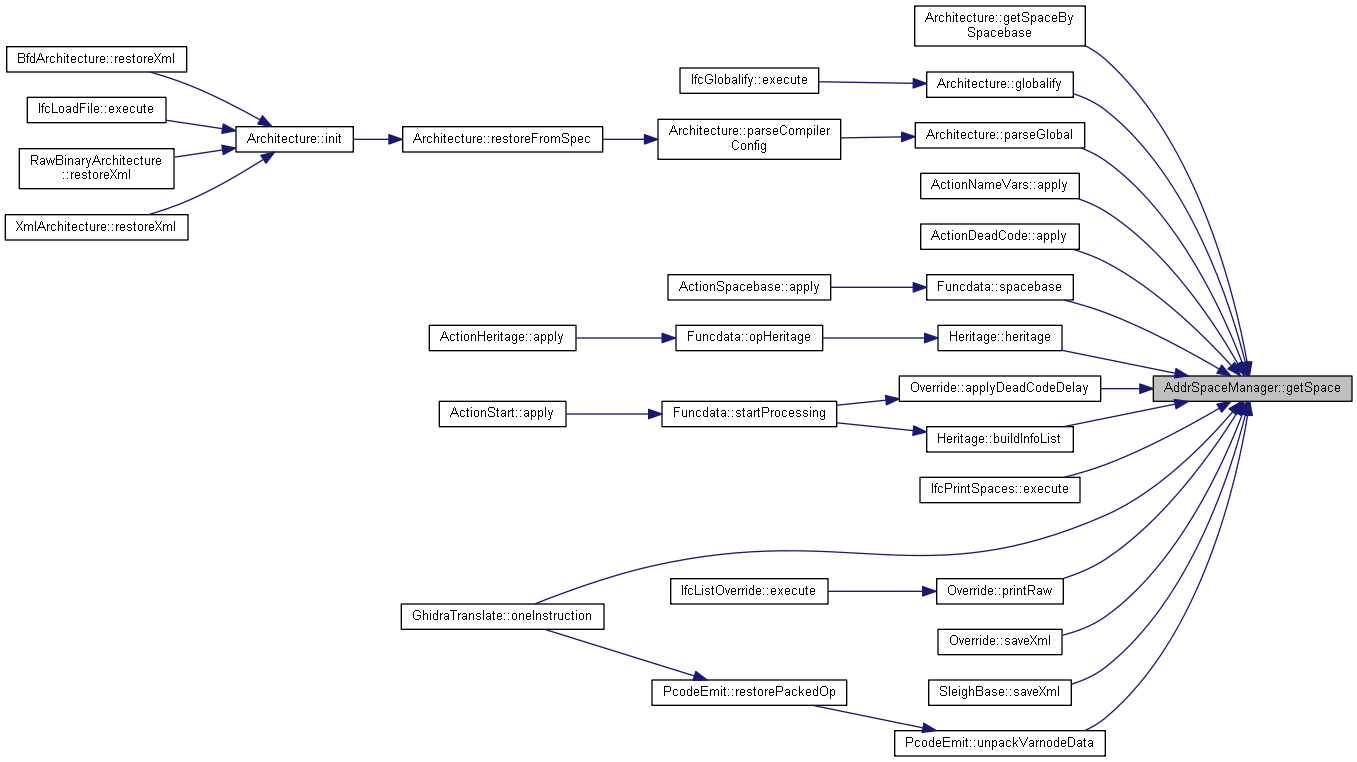 Architecture::getSpaceBy
Spacebase
BfdArchitecture::restoreXml
IfcGlobalify::execute
Architecture::globalify
IfcLoadFile::execute
Architecture::init
Architecture::restoreFromSpec
Architecture::parseCompiler
Config
Architecture::parseGlobal
RawBinaryArchitecture
::restoreXml
ActionNameVars::apply
XmlArchitecture::restoreXml
ActionDeadCode::apply
ActionSpacebase::apply
Funcdata::spacebase
ActionHeritage::apply
Funcdata::opHeritage
Heritage::heritage
Override::applyDeadCodeDelay
AddrSpaceManager::getSpace
ActionStart::apply
Funcdata::startProcessing
Heritage::buildInfoList
IfcPrintSpaces::execute
IfcListOverride::execute
Override::printRaw
GhidraTranslate::oneInstruction
Override::saveXml
PcodeEmit::restorePackedOp
SleighBase::saveXml
PcodeEmit::unpackVarnodeData